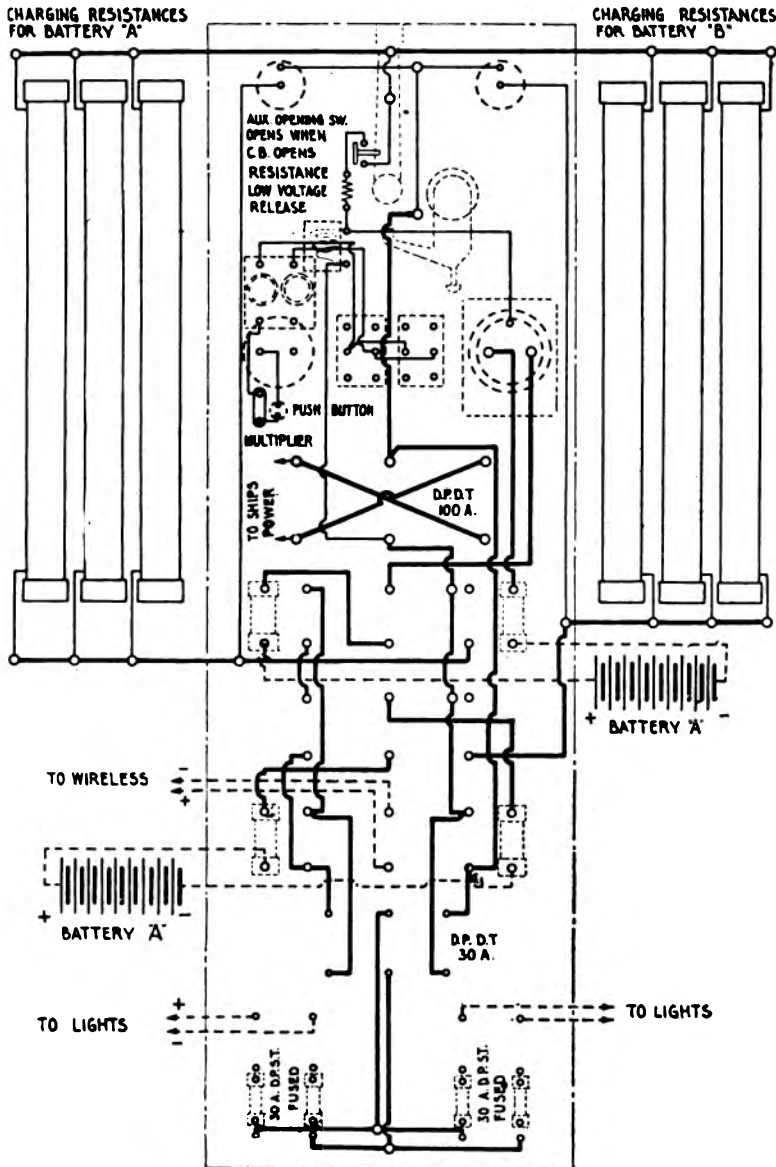 CHARGING RESISTANCES
FOR BATTERY "A"
CHARGING RESISTANCES
FOR BATTERY "B"
AUX. OPENING SW.
OPENS WHEN
C.B. OPENS
RESISTANCE
LOW VOLTAGE
RELEASE
PUSH BUTTON
MULTIPLIER
TO SHIPS
POWER
D.P.D.T
100 A.
+ -
BATTERY "A"
TO WIRELESS
-
+
+ -
BATTERY "A"
D.P.D.T
30 A.
+
TO LIGHTS
-
TO LIGHTS
30 A. D.P.S.T.
FUSED
30 A. D.P.S.T.
FUSED